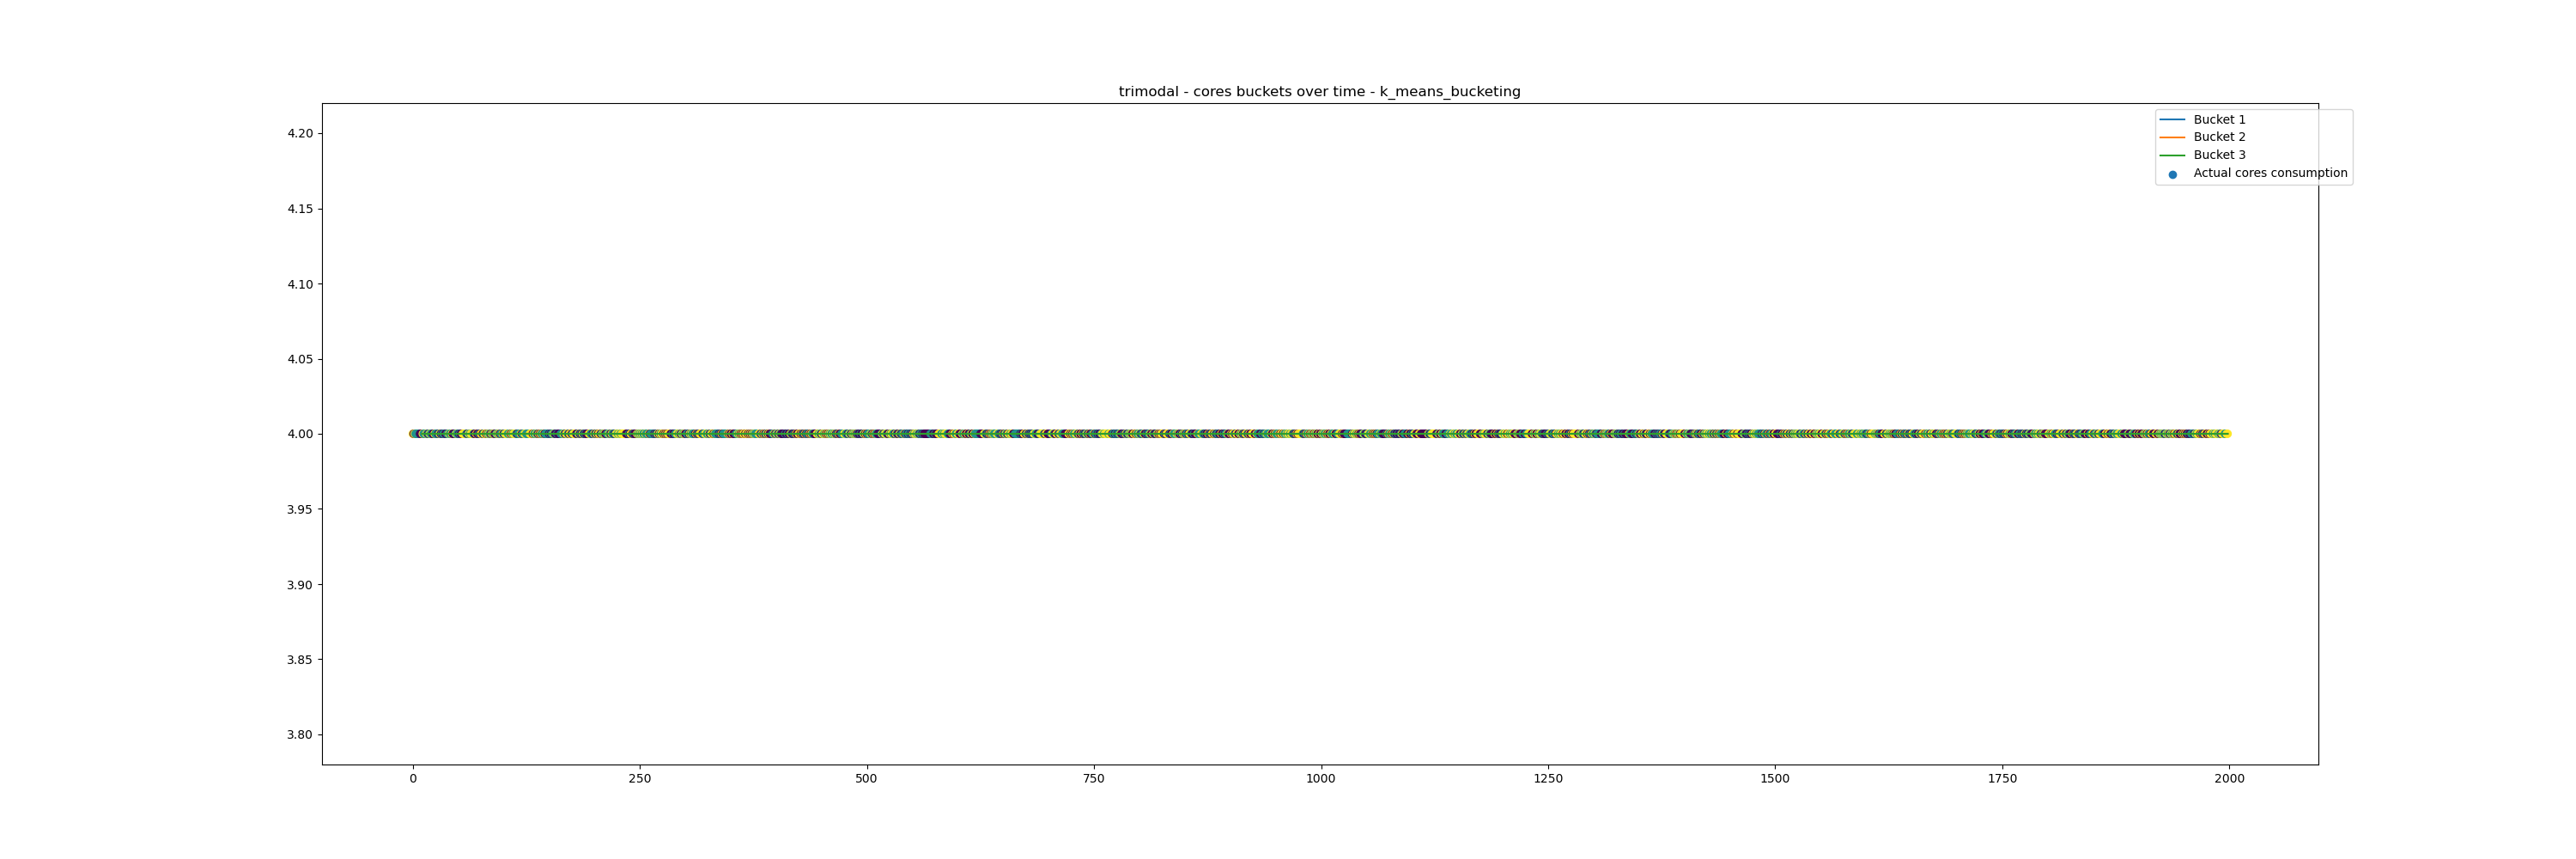 trimodal - cores buckets over time - k_means_bucketing
Bucket 1
Bucket 2
Bucket 3
Actual cores consumption
4.20
4.15
4.10
4.05
4.00
3.95
3.90
3.85
3.80
0 250 500 750 1000 1250 1500 1750 2000